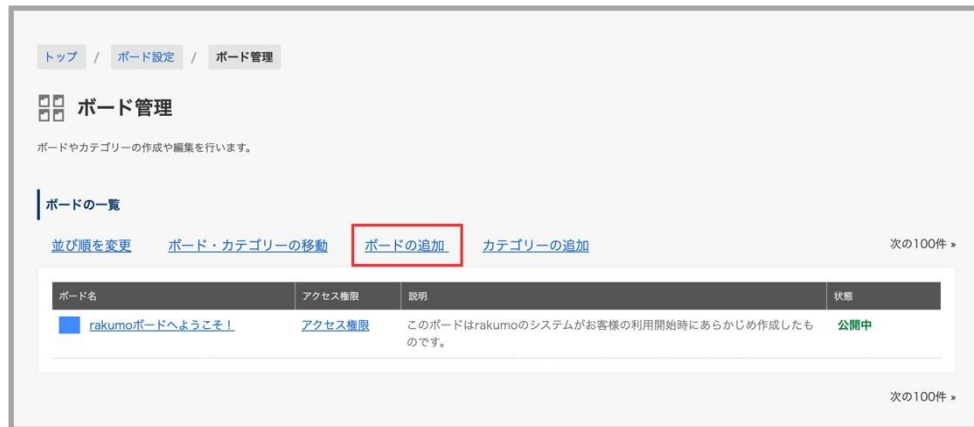 トップ / ボード設定 / ボード管理
ボード管理
ボードやカテゴリーの作成や編集を行います。
ボードの一覧
並び順を変更 ボード・カテゴリーの移動 ボードの追加 カテゴリーの追加 次の100件 »
ボード名 アクセス権限 説明 状態
rakumoボードへようこそ！ アクセス権限 このボードはrakumoのシステムがお客様の利用開始時にあらかじめ作成したも 公開中
のです。
次の100件 »